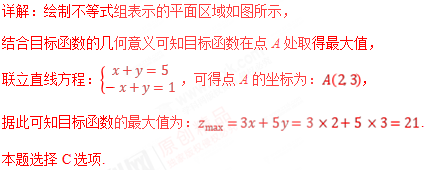 详解：绘制不等式组表示的平面区域如图所示，
结合目标函数的几何意义可知目标函数在点 A 处取得最大值，
联立直线方程：{x+y=5 −x+y=1 ，可得点 A 的坐标为：A(2 3)，
据此可知目标函数的最大值为：z_max = 3x + 5y = 3 × 2 + 5 × 3 = 21.
本题选择 C 选项.